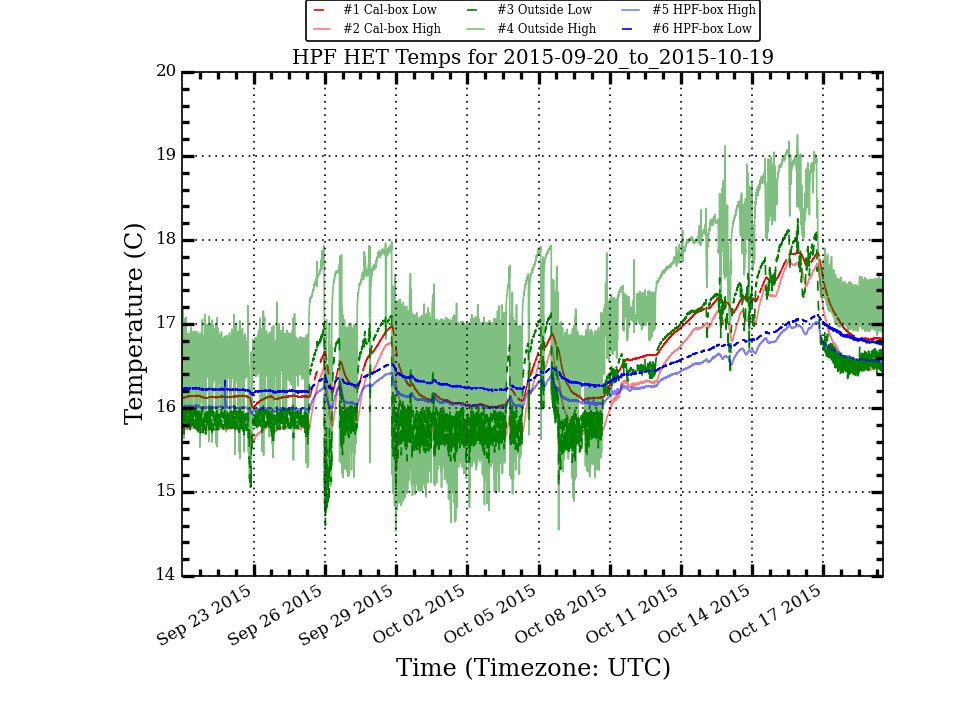 #1 Cal-box Low #3 Outside Low #5 HPF-box High
#2 Cal-box High #4 Outside High #6 HPF-box Low
HPF HET Temps for 2015-09-20_to_2015-10-19
20
19
18
17
16
15
14
Temperature (C)
Sep 23 2015 Sep 26 2015 Sep 29 2015 Oct 02 2015 Oct 05 2015 Oct 08 2015 Oct 11 2015 Oct 14 2015 Oct 17 2015
Time (Timezone: UTC)